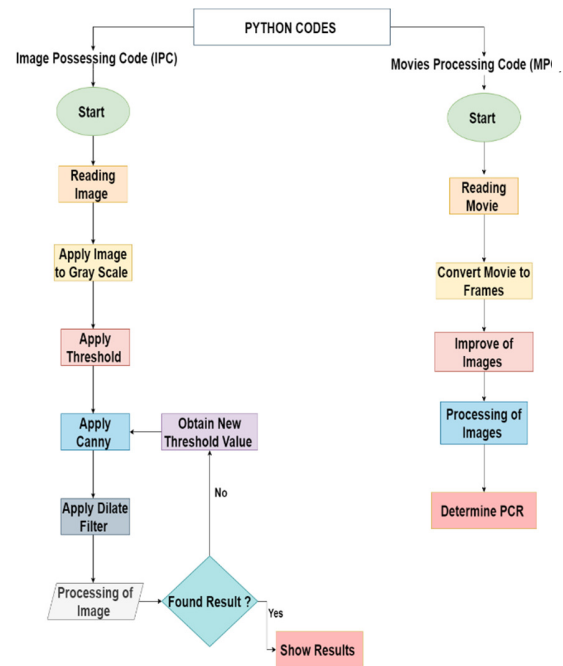 PYTHON CODES
Image Possessing Code (IPC)
Start
Reading
Image
Apply Image
to Gray Scale
Apply
Threshold
Apply
Canny
Obtain New
Threshold Value
Apply Dilate
Filter
No
Processing of
Image
Found Result ?
Yes
Show Results
Movies Processing Code (MPC
Start
Reading
Movie
Convert Movie to
Frames
Improve of
Images
Processing of
Images
Determine PCR